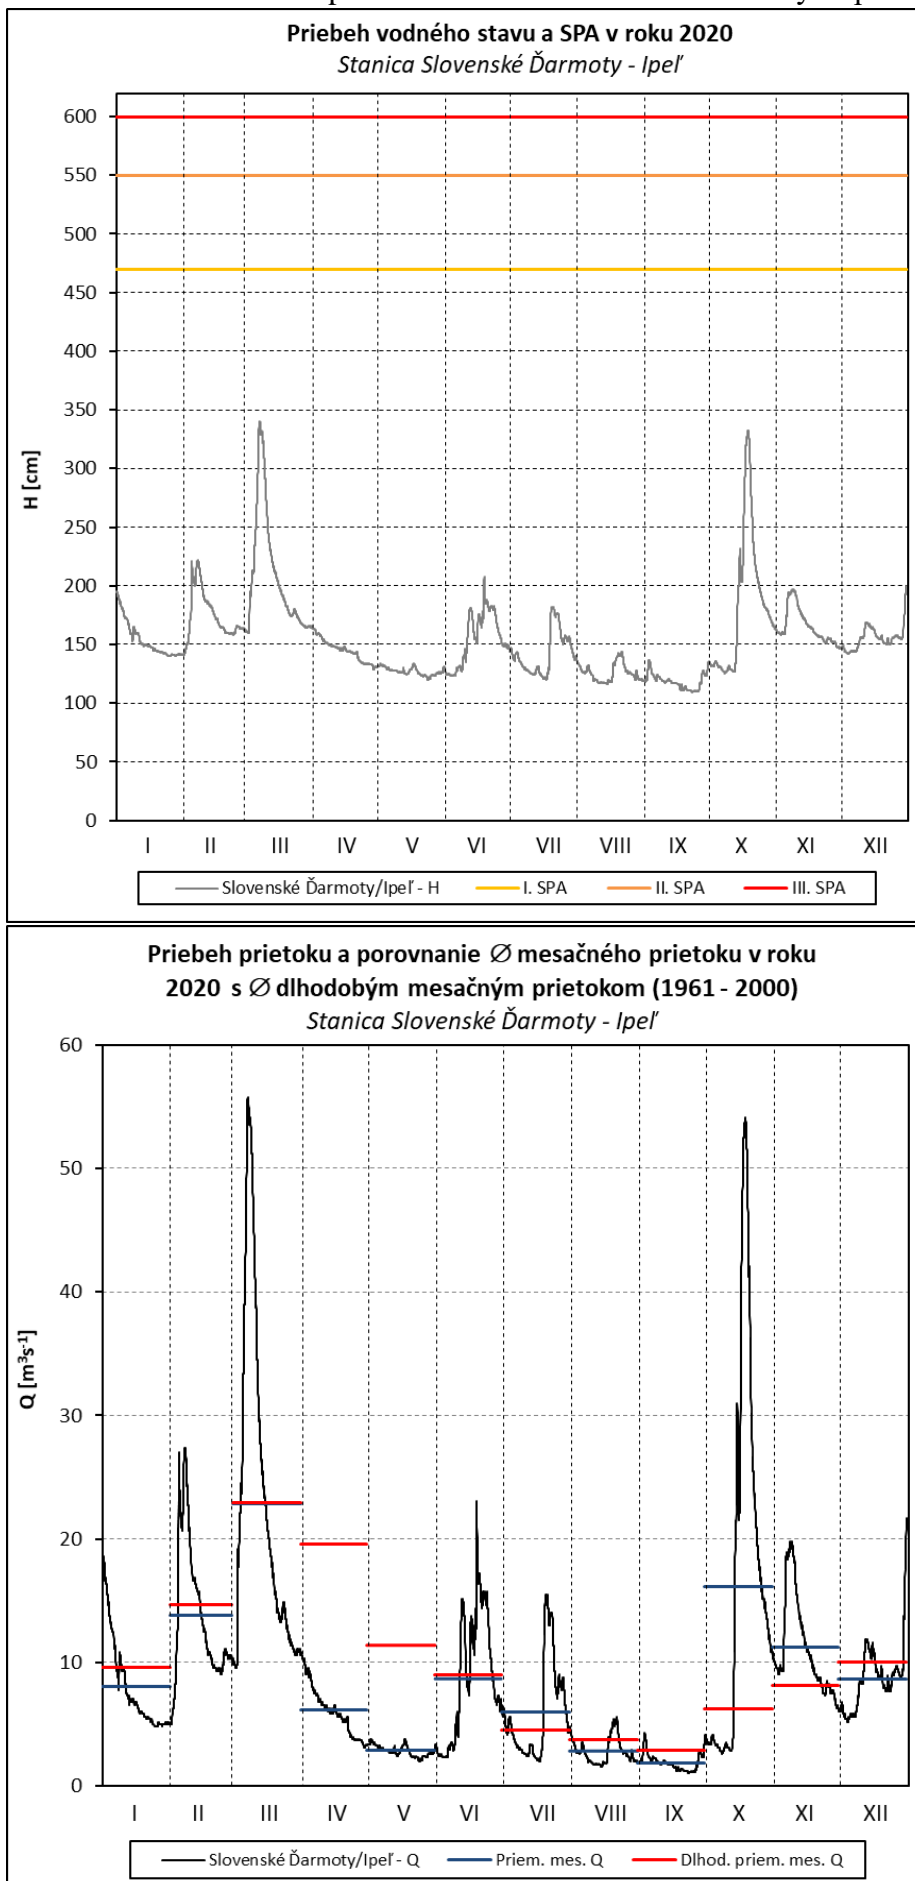 Priebeh vodného stavu a SPA v roku 2020
Stanica Slovenské Ďarmoty - Ipeľ
H [cm]
600
550
500
450
400
350
300
250
200
150
100
50
0
I II III IV V VI VII VIII IX X XI XII
Slovenské Ďarmoty/Ipeľ - H I. SPA II. SPA III. SPA
Priebeh prietoku a porovnanie ∅ mesačného prietoku v roku
2020 s ∅ dlhodobým mesačným prietokom (1961 - 2000)
Stanica Slovenské Ďarmoty - Ipeľ
Q [m³s⁻¹]
60
50
40
30
20
10
0
I II III IV V VI VII VIII IX X XI XII
Slovenské Ďarmoty/Ipeľ - Q Priem. mes. Q Dlhod. priem. mes. Q